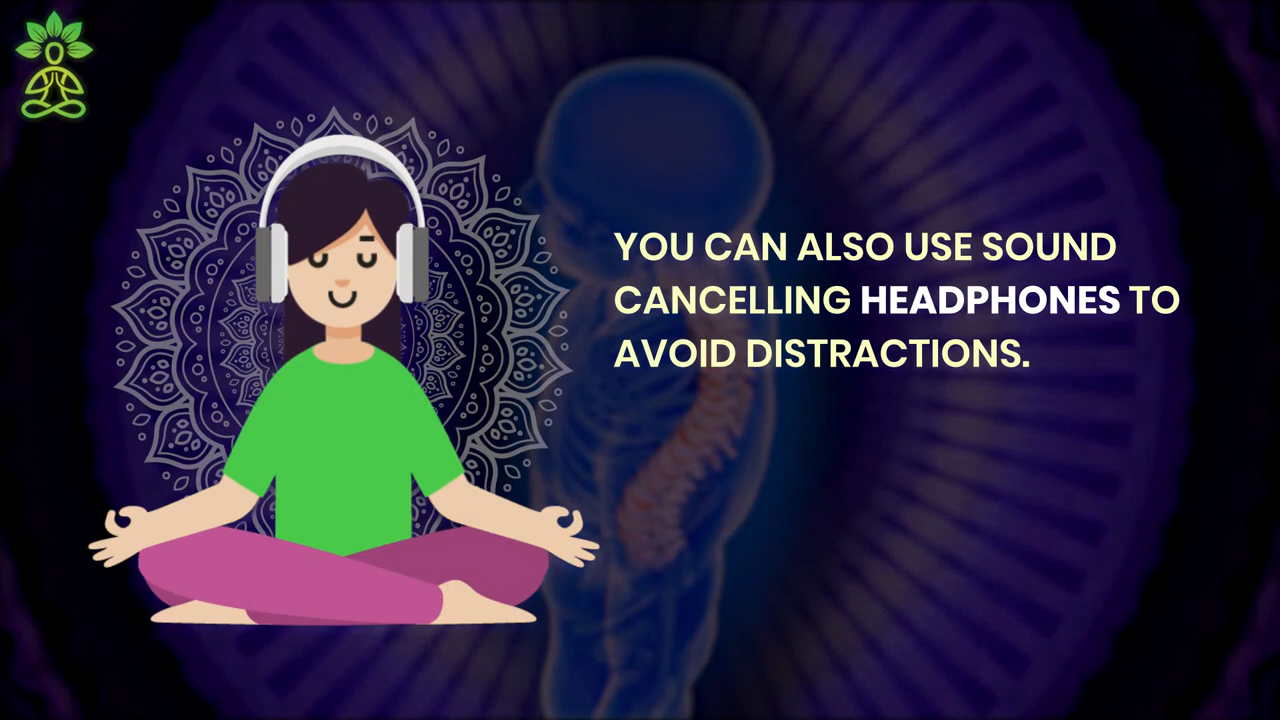 YOU CAN ALSO USE SOUND
CANCELLING HEADPHONES TO
AVOID DISTRACTIONS.